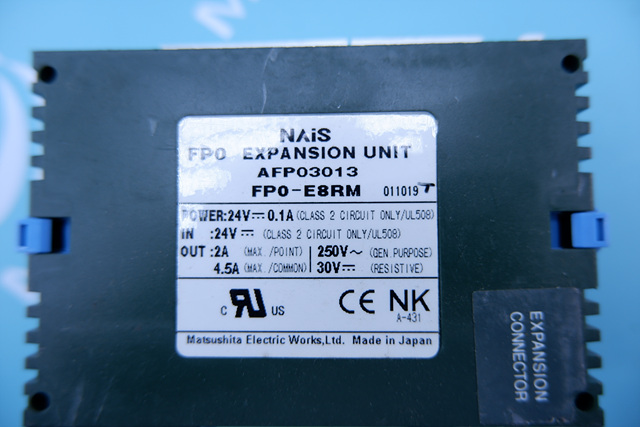 NAiS
FP0 EXPANSION UNIT
AFP03013
FP0-E8RM 011019 T
POWER:24V⎓0.1A (CLASS 2 CIRCUIT ONLY/UL508)
IN :24V⎓ (CLASS 2 CIRCUIT ONLY/UL508)
OUT :2A (MAX./POINT) 250V～ (GEN.PURPOSE)
4.5A (MAX./COMMON) 30V⎓ (RESISTIVE)
C RU US CE NK
A-431
Matsushita Electric Works,Ltd. Made in Japan
EXPANSION
CONNECTOR